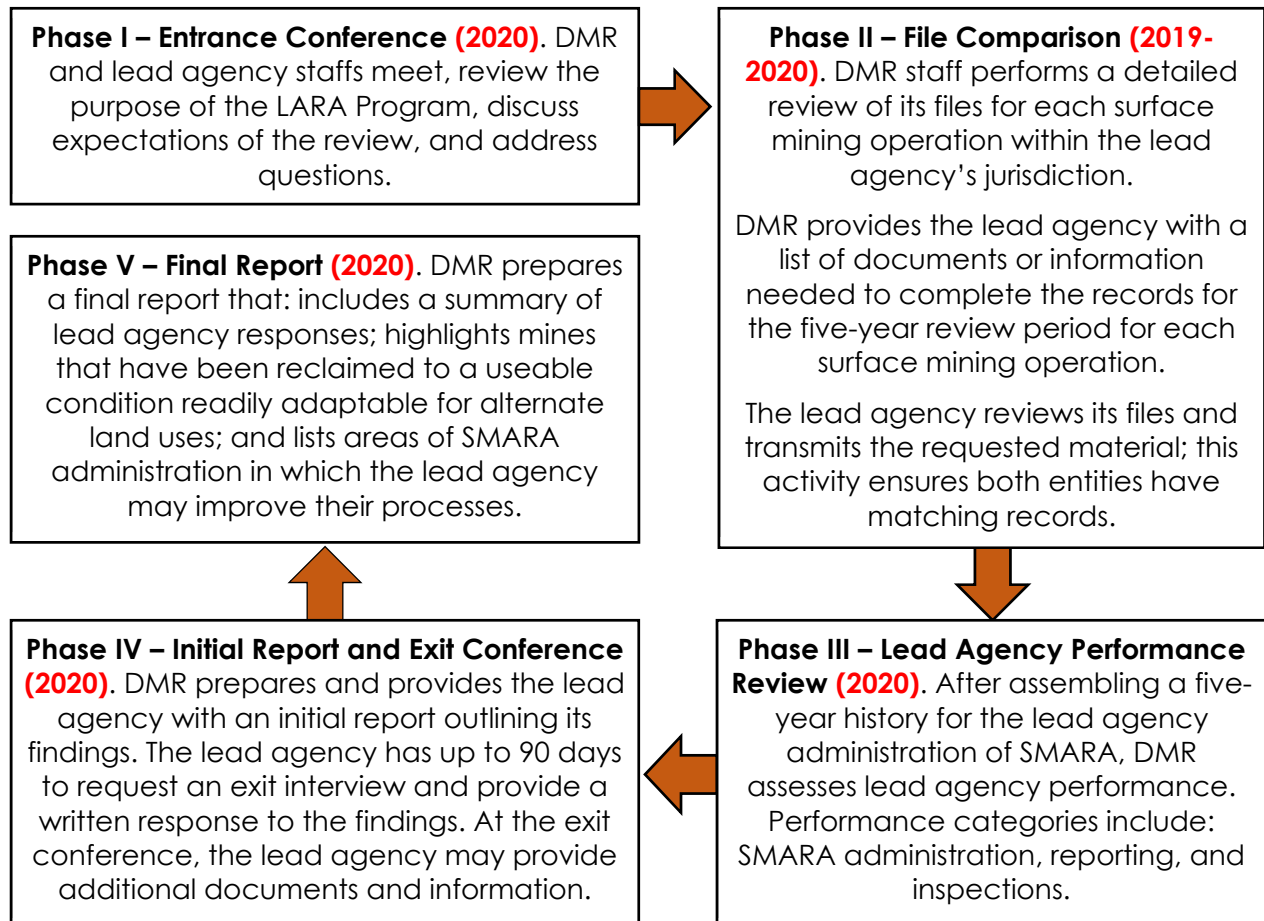 Phase I – Entrance Conference (2020). DMR
and lead agency staffs meet, review the
purpose of the LARA Program, discuss
expectations of the review, and address
questions.
Phase II – File Comparison (2019-
2020). DMR staff performs a detailed
review of its files for each surface
mining operation within the lead
agency’s jurisdiction.
DMR provides the lead agency with a
list of documents or information
needed to complete the records for
the five-year review period for each
surface mining operation.
The lead agency reviews its files and
transmits the requested material; this
activity ensures both entities have
matching records.
Phase III – Lead Agency Performance
Review (2020). After assembling a five-
year history for the lead agency
administration of SMARA, DMR
assesses lead agency performance.
Performance categories include:
SMARA administration, reporting, and
inspections.
Phase IV – Initial Report and Exit Conference
(2020). DMR prepares and provides the lead
agency with an initial report outlining its
findings. The lead agency has up to 90 days
to request an exit interview and provide a
written response to the findings. At the exit
conference, the lead agency may provide
additional documents and information.
Phase V – Final Report (2020). DMR prepares
a final report that: includes a summary of
lead agency responses; highlights mines
that have been reclaimed to a useable
condition readily adaptable for alternate
land uses; and lists areas of SMARA
administration in which the lead agency
may improve their processes.